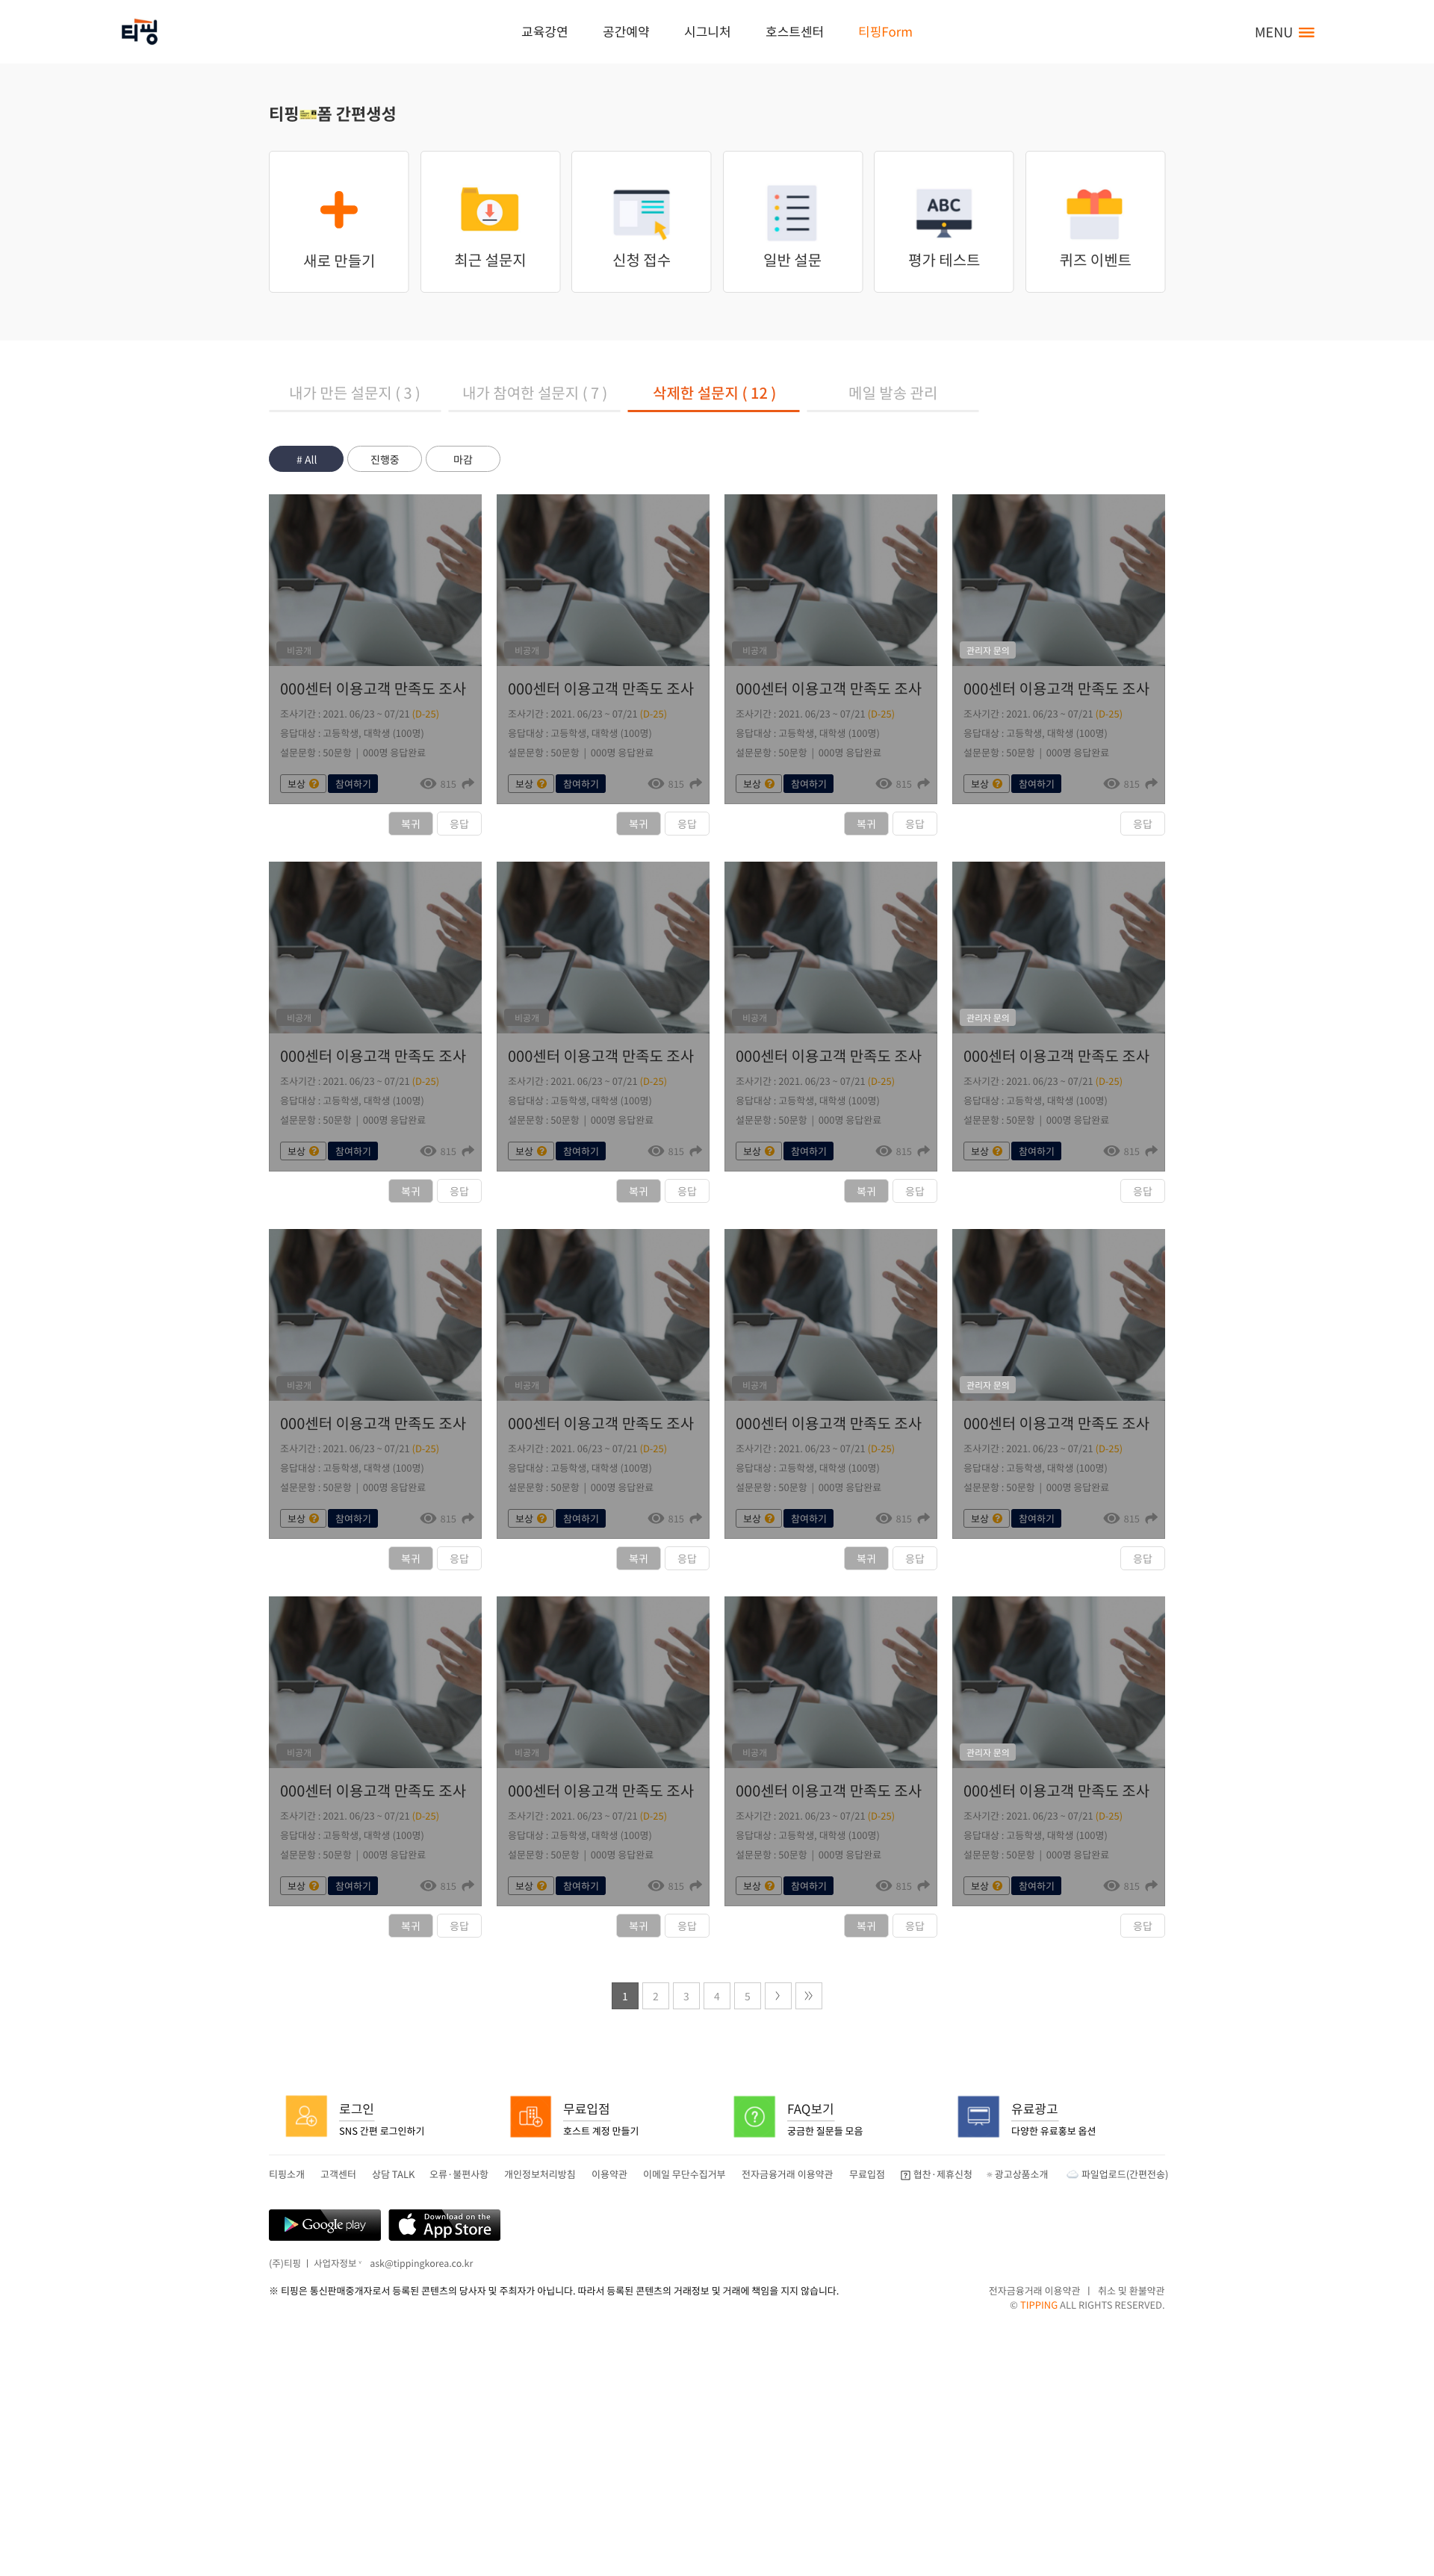 티핑
교육강연 공간예약 시그니처 호스트센터 티핑Form
MENU
티핑폼 간편생성
새로 만들기 최근 설문지 신청 접수 일반 설문 ABC 평가 테스트 퀴즈 이벤트
내가 만든 설문지 ( 3 ) 내가 참여한 설문지 ( 7 ) 삭제한 설문지 ( 12 ) 메일 발송 관리
# All 진행중 마감
비공개 비공개 비공개 관리자 문의
000센터 이용고객 만족도 조사 000센터 이용고객 만족도 조사 000센터 이용고객 만족도 조사 000센터 이용고객 만족도 조사
조사기간 : 2021. 06/23 ~ 07/21 (D-25) 조사기간 : 2021. 06/23 ~ 07/21 (D-25) 조사기간 : 2021. 06/23 ~ 07/21 (D-25) 조사기간 : 2021. 06/23 ~ 07/21 (D-25)
응답대상 : 고등학생, 대학생 (100명) 응답대상 : 고등학생, 대학생 (100명) 응답대상 : 고등학생, 대학생 (100명) 응답대상 : 고등학생, 대학생 (100명)
설문문항 : 50문항 | 000명 응답완료 설문문항 : 50문항 | 000명 응답완료 설문문항 : 50문항 | 000명 응답완료 설문문항 : 50문항 | 000명 응답완료
보상 ? 참여하기 815 보상 ? 참여하기 815 보상 ? 참여하기 815 보상 ? 참여하기 815
복귀 응답 복귀 응답 복귀 응답 응답
비공개 비공개 비공개 관리자 문의
000센터 이용고객 만족도 조사 000센터 이용고객 만족도 조사 000센터 이용고객 만족도 조사 000센터 이용고객 만족도 조사
조사기간 : 2021. 06/23 ~ 07/21 (D-25) 조사기간 : 2021. 06/23 ~ 07/21 (D-25) 조사기간 : 2021. 06/23 ~ 07/21 (D-25) 조사기간 : 2021. 06/23 ~ 07/21 (D-25)
응답대상 : 고등학생, 대학생 (100명) 응답대상 : 고등학생, 대학생 (100명) 응답대상 : 고등학생, 대학생 (100명) 응답대상 : 고등학생, 대학생 (100명)
설문문항 : 50문항 | 000명 응답완료 설문문항 : 50문항 | 000명 응답완료 설문문항 : 50문항 | 000명 응답완료 설문문항 : 50문항 | 000명 응답완료
보상 ? 참여하기 815 보상 ? 참여하기 815 보상 ? 참여하기 815 보상 ? 참여하기 815
복귀 응답 복귀 응답 복귀 응답 응답
비공개 비공개 비공개 관리자 문의
000센터 이용고객 만족도 조사 000센터 이용고객 만족도 조사 000센터 이용고객 만족도 조사 000센터 이용고객 만족도 조사
조사기간 : 2021. 06/23 ~ 07/21 (D-25) 조사기간 : 2021. 06/23 ~ 07/21 (D-25) 조사기간 : 2021. 06/23 ~ 07/21 (D-25) 조사기간 : 2021. 06/23 ~ 07/21 (D-25)
응답대상 : 고등학생, 대학생 (100명) 응답대상 : 고등학생, 대학생 (100명) 응답대상 : 고등학생, 대학생 (100명) 응답대상 : 고등학생, 대학생 (100명)
설문문항 : 50문항 | 000명 응답완료 설문문항 : 50문항 | 000명 응답완료 설문문항 : 50문항 | 000명 응답완료 설문문항 : 50문항 | 000명 응답완료
보상 ? 참여하기 815 보상 ? 참여하기 815 보상 ? 참여하기 815 보상 ? 참여하기 815
복귀 응답 복귀 응답 복귀 응답 응답
비공개 비공개 비공개 관리자 문의
000센터 이용고객 만족도 조사 000센터 이용고객 만족도 조사 000센터 이용고객 만족도 조사 000센터 이용고객 만족도 조사
조사기간 : 2021. 06/23 ~ 07/21 (D-25) 조사기간 : 2021. 06/23 ~ 07/21 (D-25) 조사기간 : 2021. 06/23 ~ 07/21 (D-25) 조사기간 : 2021. 06/23 ~ 07/21 (D-25)
응답대상 : 고등학생, 대학생 (100명) 응답대상 : 고등학생, 대학생 (100명) 응답대상 : 고등학생, 대학생 (100명) 응답대상 : 고등학생, 대학생 (100명)
설문문항 : 50문항 | 000명 응답완료 설문문항 : 50문항 | 000명 응답완료 설문문항 : 50문항 | 000명 응답완료 설문문항 : 50문항 | 000명 응답완료
보상 ? 참여하기 815 보상 ? 참여하기 815 보상 ? 참여하기 815 보상 ? 참여하기 815
복귀 응답 복귀 응답 복귀 응답 응답
1 2 3 4 5 > >>
로그인 무료입점 FAQ보기 유료광고
SNS 간편 로그인하기 호스트 계정 만들기 궁금한 질문들 모음 다양한 유료홍보 옵션
티핑소개 고객센터 상담 TALK 오류·불편사항 개인정보처리방침 이용약관 이메일 무단수집거부 전자금융거래 이용약관 무료입점 ? 협찬·제휴신청 광고상품소개 파일업로드(간편전송)
Google play Download on the App Store
(주)티핑 | 사업자정보 ask@tippingkorea.co.kr
※ 티핑은 통신판매중개자로서 등록된 콘텐츠의 당사자 및 주최자가 아닙니다. 따라서 등록된 콘텐츠의 거래정보 및 거래에 책임을 지지 않습니다.
전자금융거래 이용약관 | 취소 및 환불약관
© TIPPING ALL RIGHTS RESERVED.